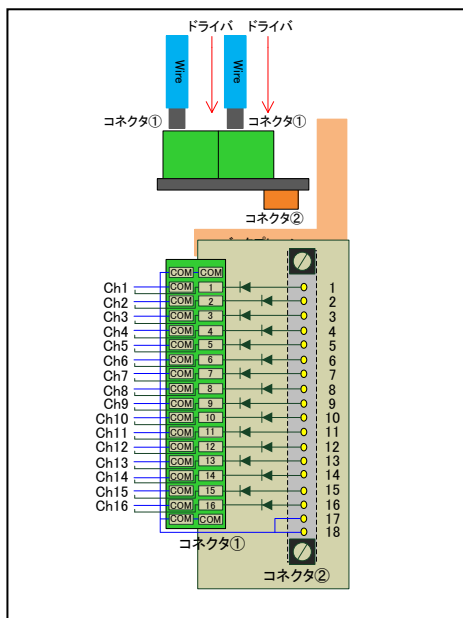 ドライバ ドライバ
Wire Wire
コネクタ① コネクタ①
コネクタ②
COM COM
Ch1 COM 1 1
Ch2 COM 2 2
Ch3 COM 3 3
Ch4 COM 4 4
Ch5 COM 5 5
Ch6 COM 6 6
Ch7 COM 7 7
Ch8 COM 8 8
Ch9 COM 9 9
Ch10 COM 10 10
Ch11 COM 11 11
Ch12 COM 12 12
Ch13 COM 13 13
Ch14 COM 14 14
Ch15 COM 15 15
Ch16 COM 16 16
COM COM 17
18
コネクタ① コネクタ②